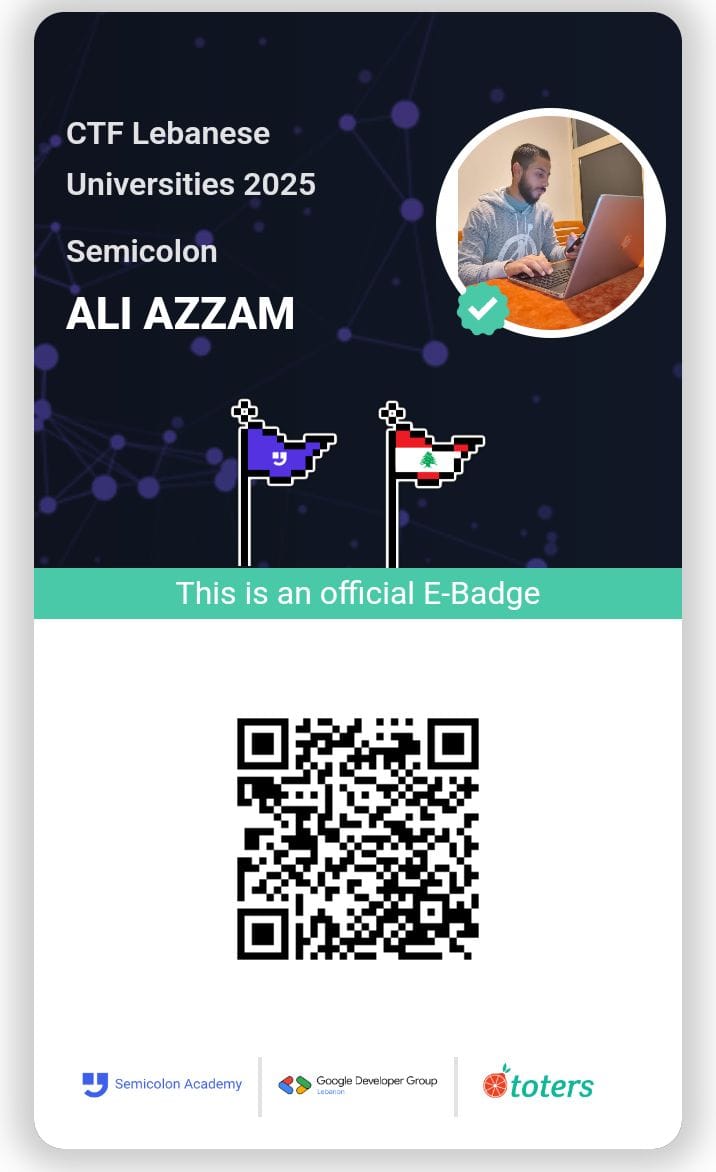 CTF Lebanese
Universities 2025
Semicolon
ALI AZZAM
This is an official E-Badge
Semicolon Academy
Google Developer Group
Lebanon
toters